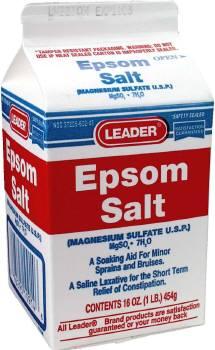 "TAMPER RESISTANT PACKAGING. WARNING: DO NOT
USE IF HEAT SEALED CARTON IS IMPROPERLY SEALED"
Epsom OPEN
Salt
(MAGNESIUM SULFATE U.S.P.)
MgSO₄ • 7H₂O
LEADER
SATISFACTION
GUARANTEED
Epsom
Salt
(MAGNESIUM SULFATE U.S.P.)
MgSO₄ • 7H₂O
A Soaking Aid For Minor
Sprains and Bruises.
A Saline Laxative for the Short Term
Relief of Constipation.
CONTENTS 16 OZ. (1 LB.) 454g
All Leader® Brand products are satisfaction
guaranteed or your money back